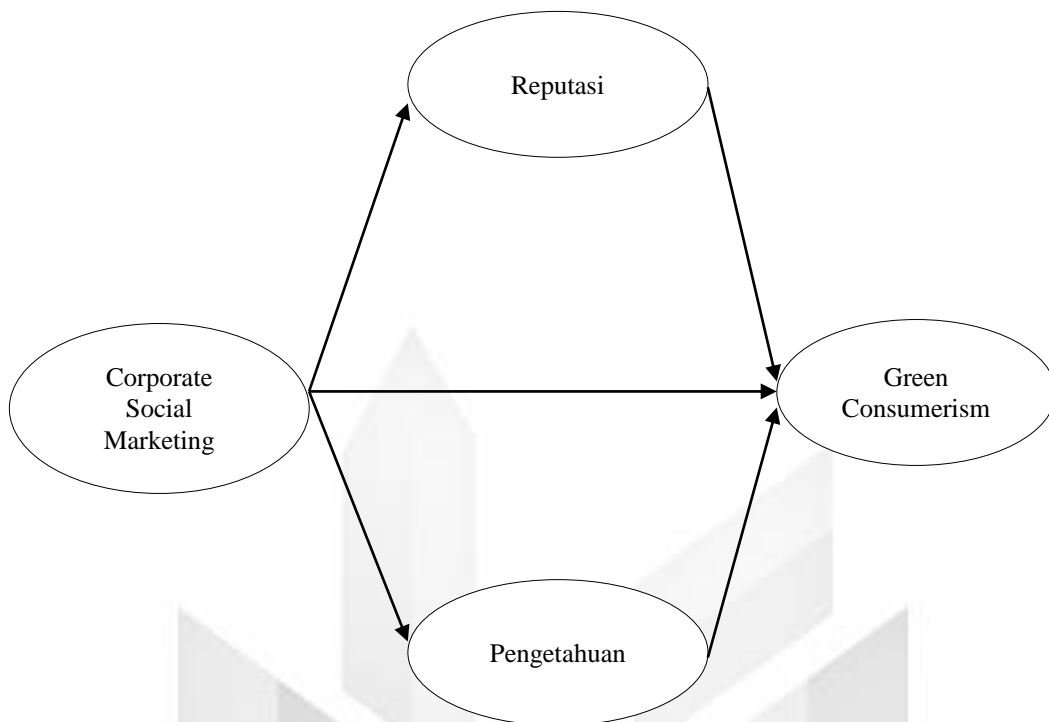 Reputasi
Corporate
Social
Marketing
Green
Consumerism
Pengetahuan